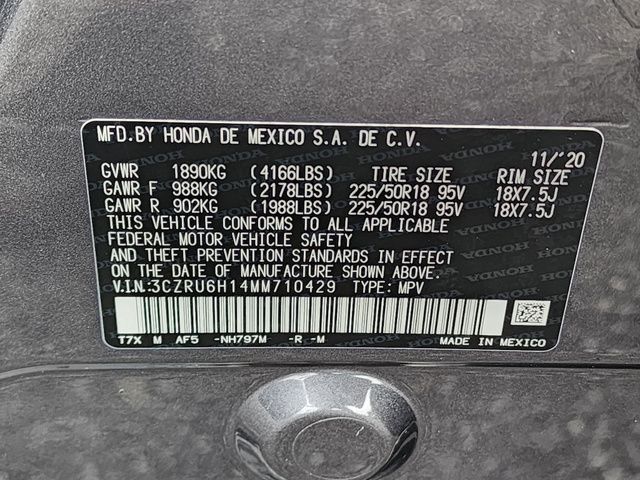 MFD.BY HONDA DE MEXICO S.A. DE C.V.
11/'20
GVWR 1890KG (4166LBS) TIRE SIZE RIM SIZE
GAWR F 988KG (2178LBS) 225/50R18 95V 18X7.5J
GAWR R 902KG (1988LBS) 225/50R18 95V 18X7.5J
THIS VEHICLE CONFORMS TO ALL APPLICABLE
FEDERAL MOTOR VEHICLE SAFETY
AND THEFT PREVENTION STANDARDS IN EFFECT
ON THE DATE OF MANUFACTURE SHOWN ABOVE.
V.I.N.:3CZRU6H14MM710429 TYPE: MPV
T7X M AF5 -NH797M -R -M MADE IN MEXICO